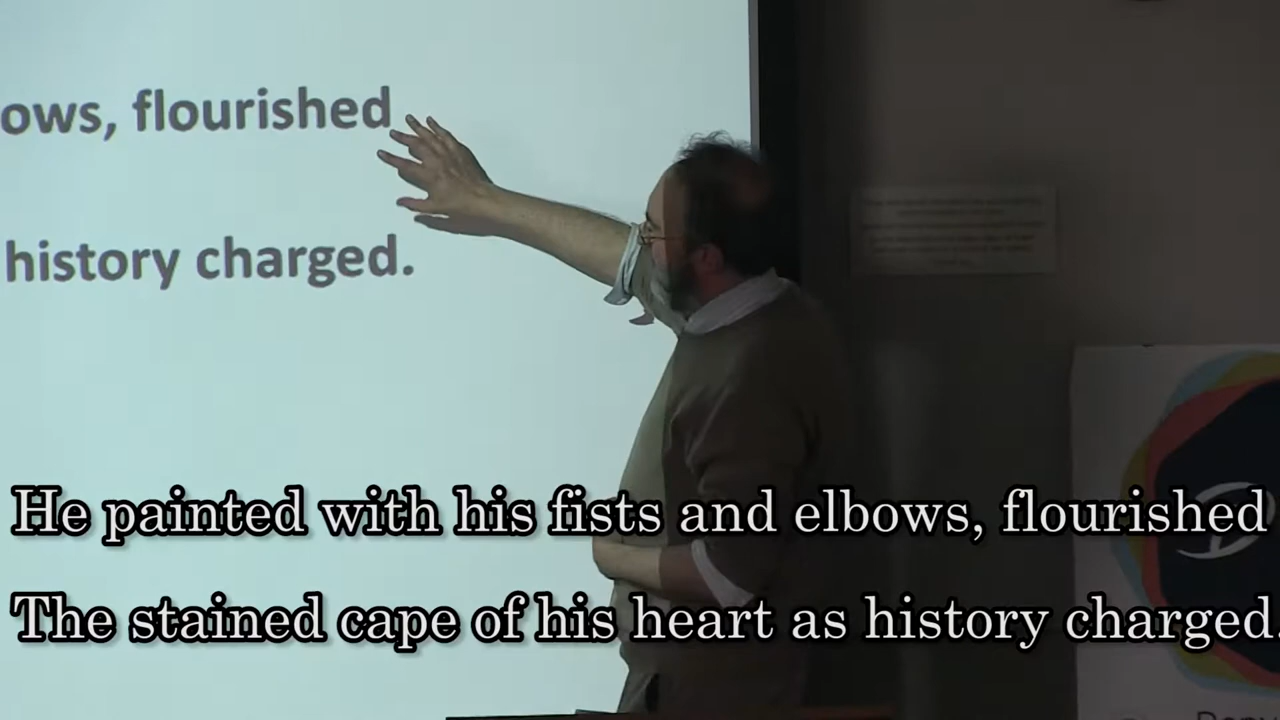 ows, flourished
history charged.
He painted with his fists and elbows, flourished
The stained cape of his heart as history charged.